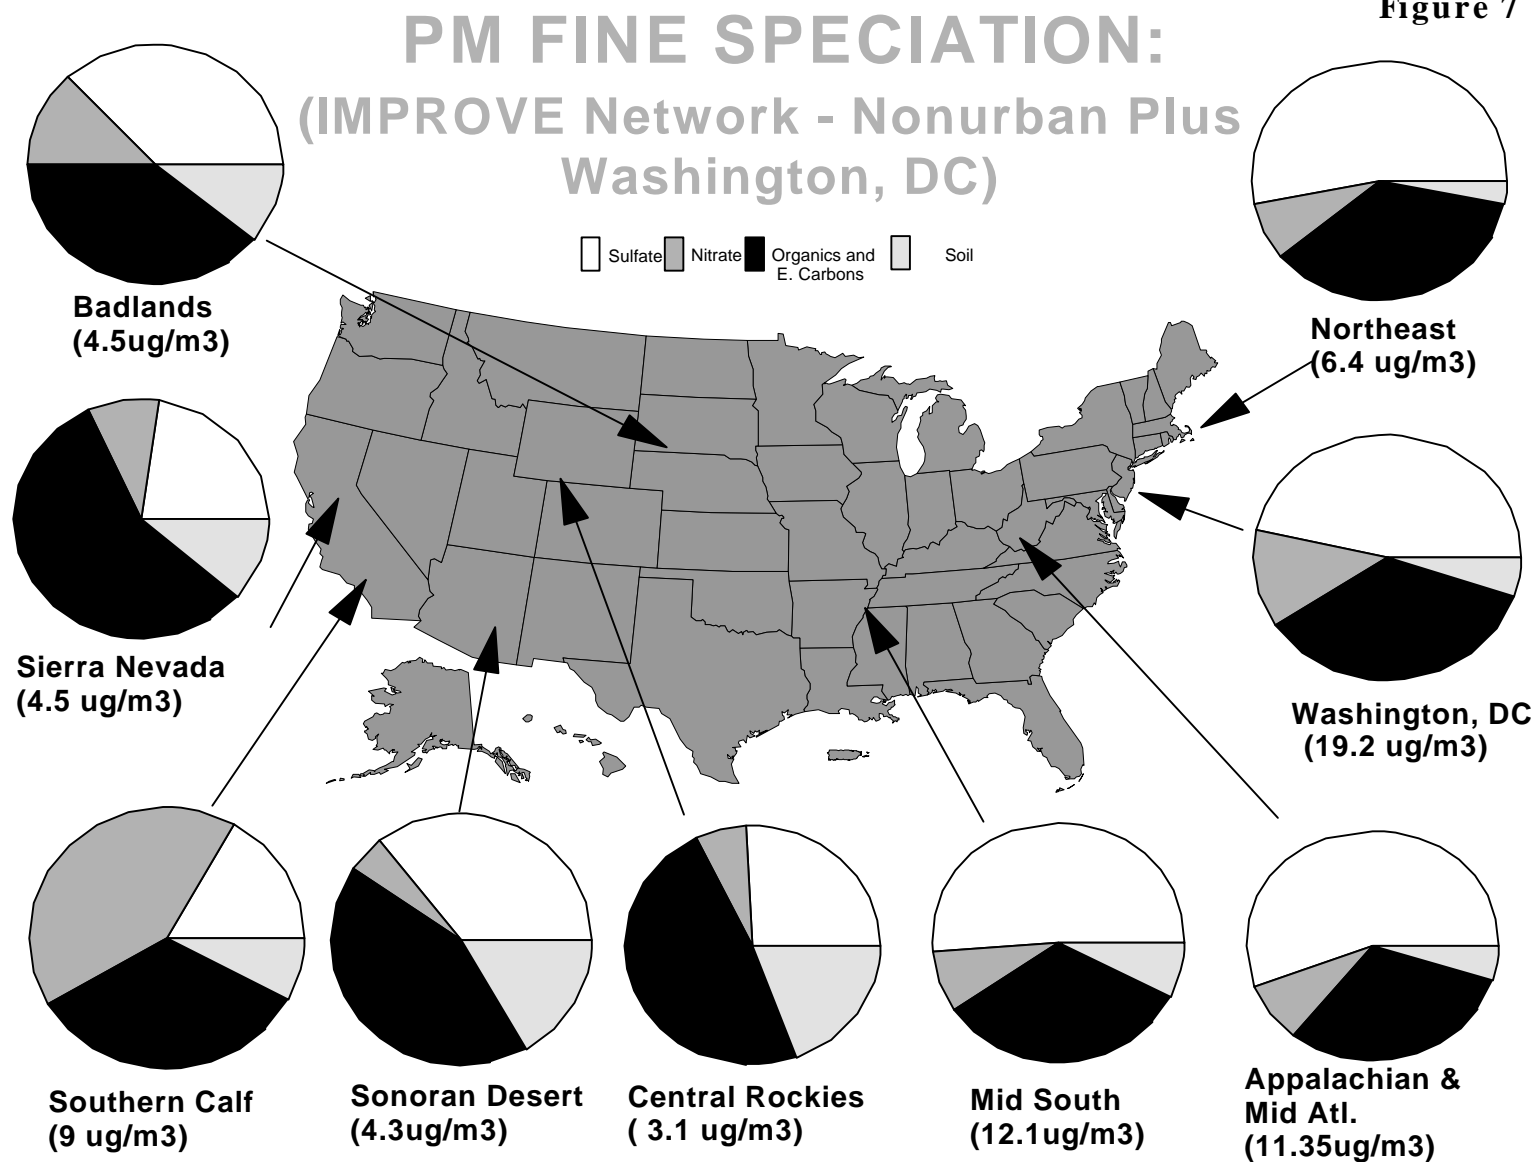 Figure 7
PM FINE SPECIATION:
(IMPROVE Network - Nonurban Plus
Washington, DC)
Sulfate Nitrate Organics and Soil
E. Carbons
Badlands
(4.5ug/m3)
Northeast
(6.4 ug/m3)
Sierra Nevada
(4.5 ug/m3)
Washington, DC
(19.2 ug/m3)
Southern Calf
(9 ug/m3)
Sonoran Desert
(4.3ug/m3)
Central Rockies
( 3.1 ug/m3)
Mid South
(12.1ug/m3)
Appalachian &
Mid Atl.
(11.35ug/m3)